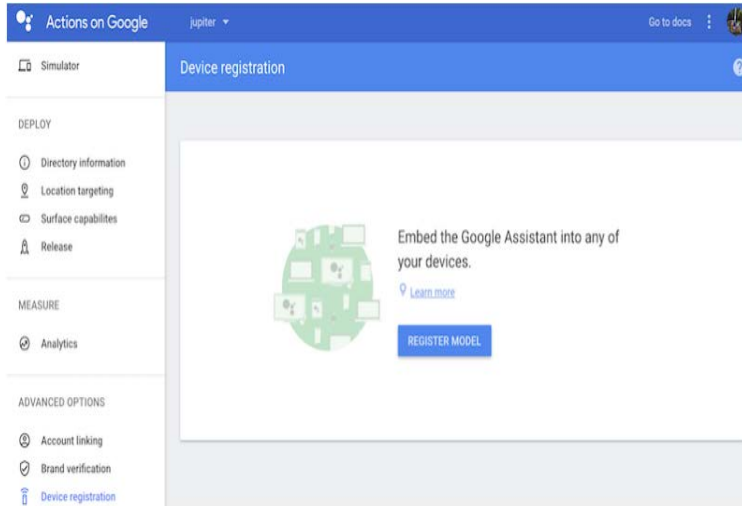 Actions on Google
jupiter
Go to docs
Simulator
Device registration
DEPLOY
Directory information
Location targeting
Surface capabilites
Release
Embed the Google Assistant into any of
your devices.
Learn more
REGISTER MODEL
MEASURE
Analytics
ADVANCED OPTIONS
Account linking
Brand verification
Device registration